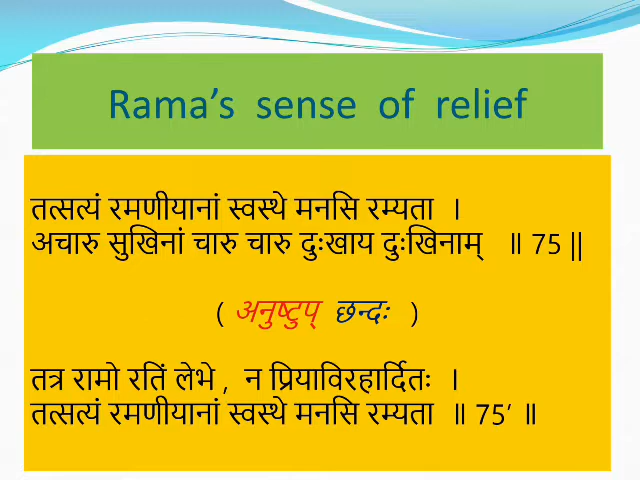 Rama’s sense of relief
तत्सत्यं रमणीयानां स्वस्थे मनसि रम्यता ।
अचारु सुखिनां चारु चारु दुःखाय दुःखिनाम् ॥ 75 ||
( अनुष्टुप् छन्दः )
तत्र रामो रतिं लेभे , न प्रियाविरहार्दितः ।
तत्सत्यं रमणीयानां स्वस्थे मनसि रम्यता ॥ 75’ ॥